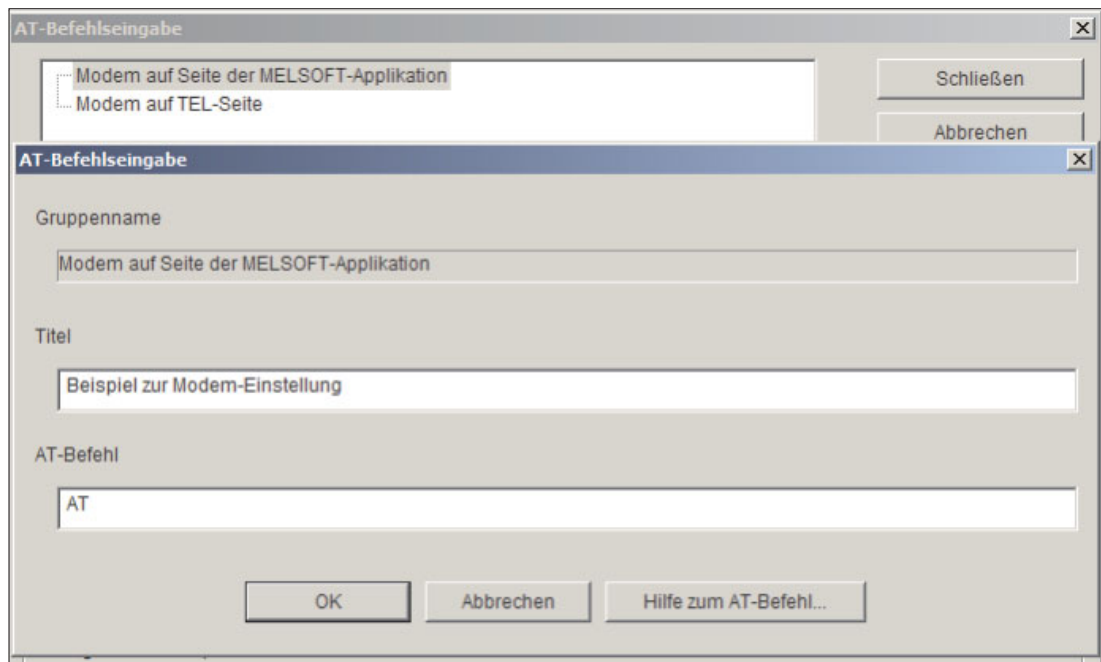 AT-Befehlseingabe
Modem auf Seite der MELSOFT-Applikation
Modem auf TEL-Seite
Schließen
Abbrechen
AT-Befehlseingabe
Gruppenname
Modem auf Seite der MELSOFT-Applikation
Titel
Beispiel zur Modem-Einstellung
AT-Befehl
AT
OK
Abbrechen
Hilfe zum AT-Befehl...